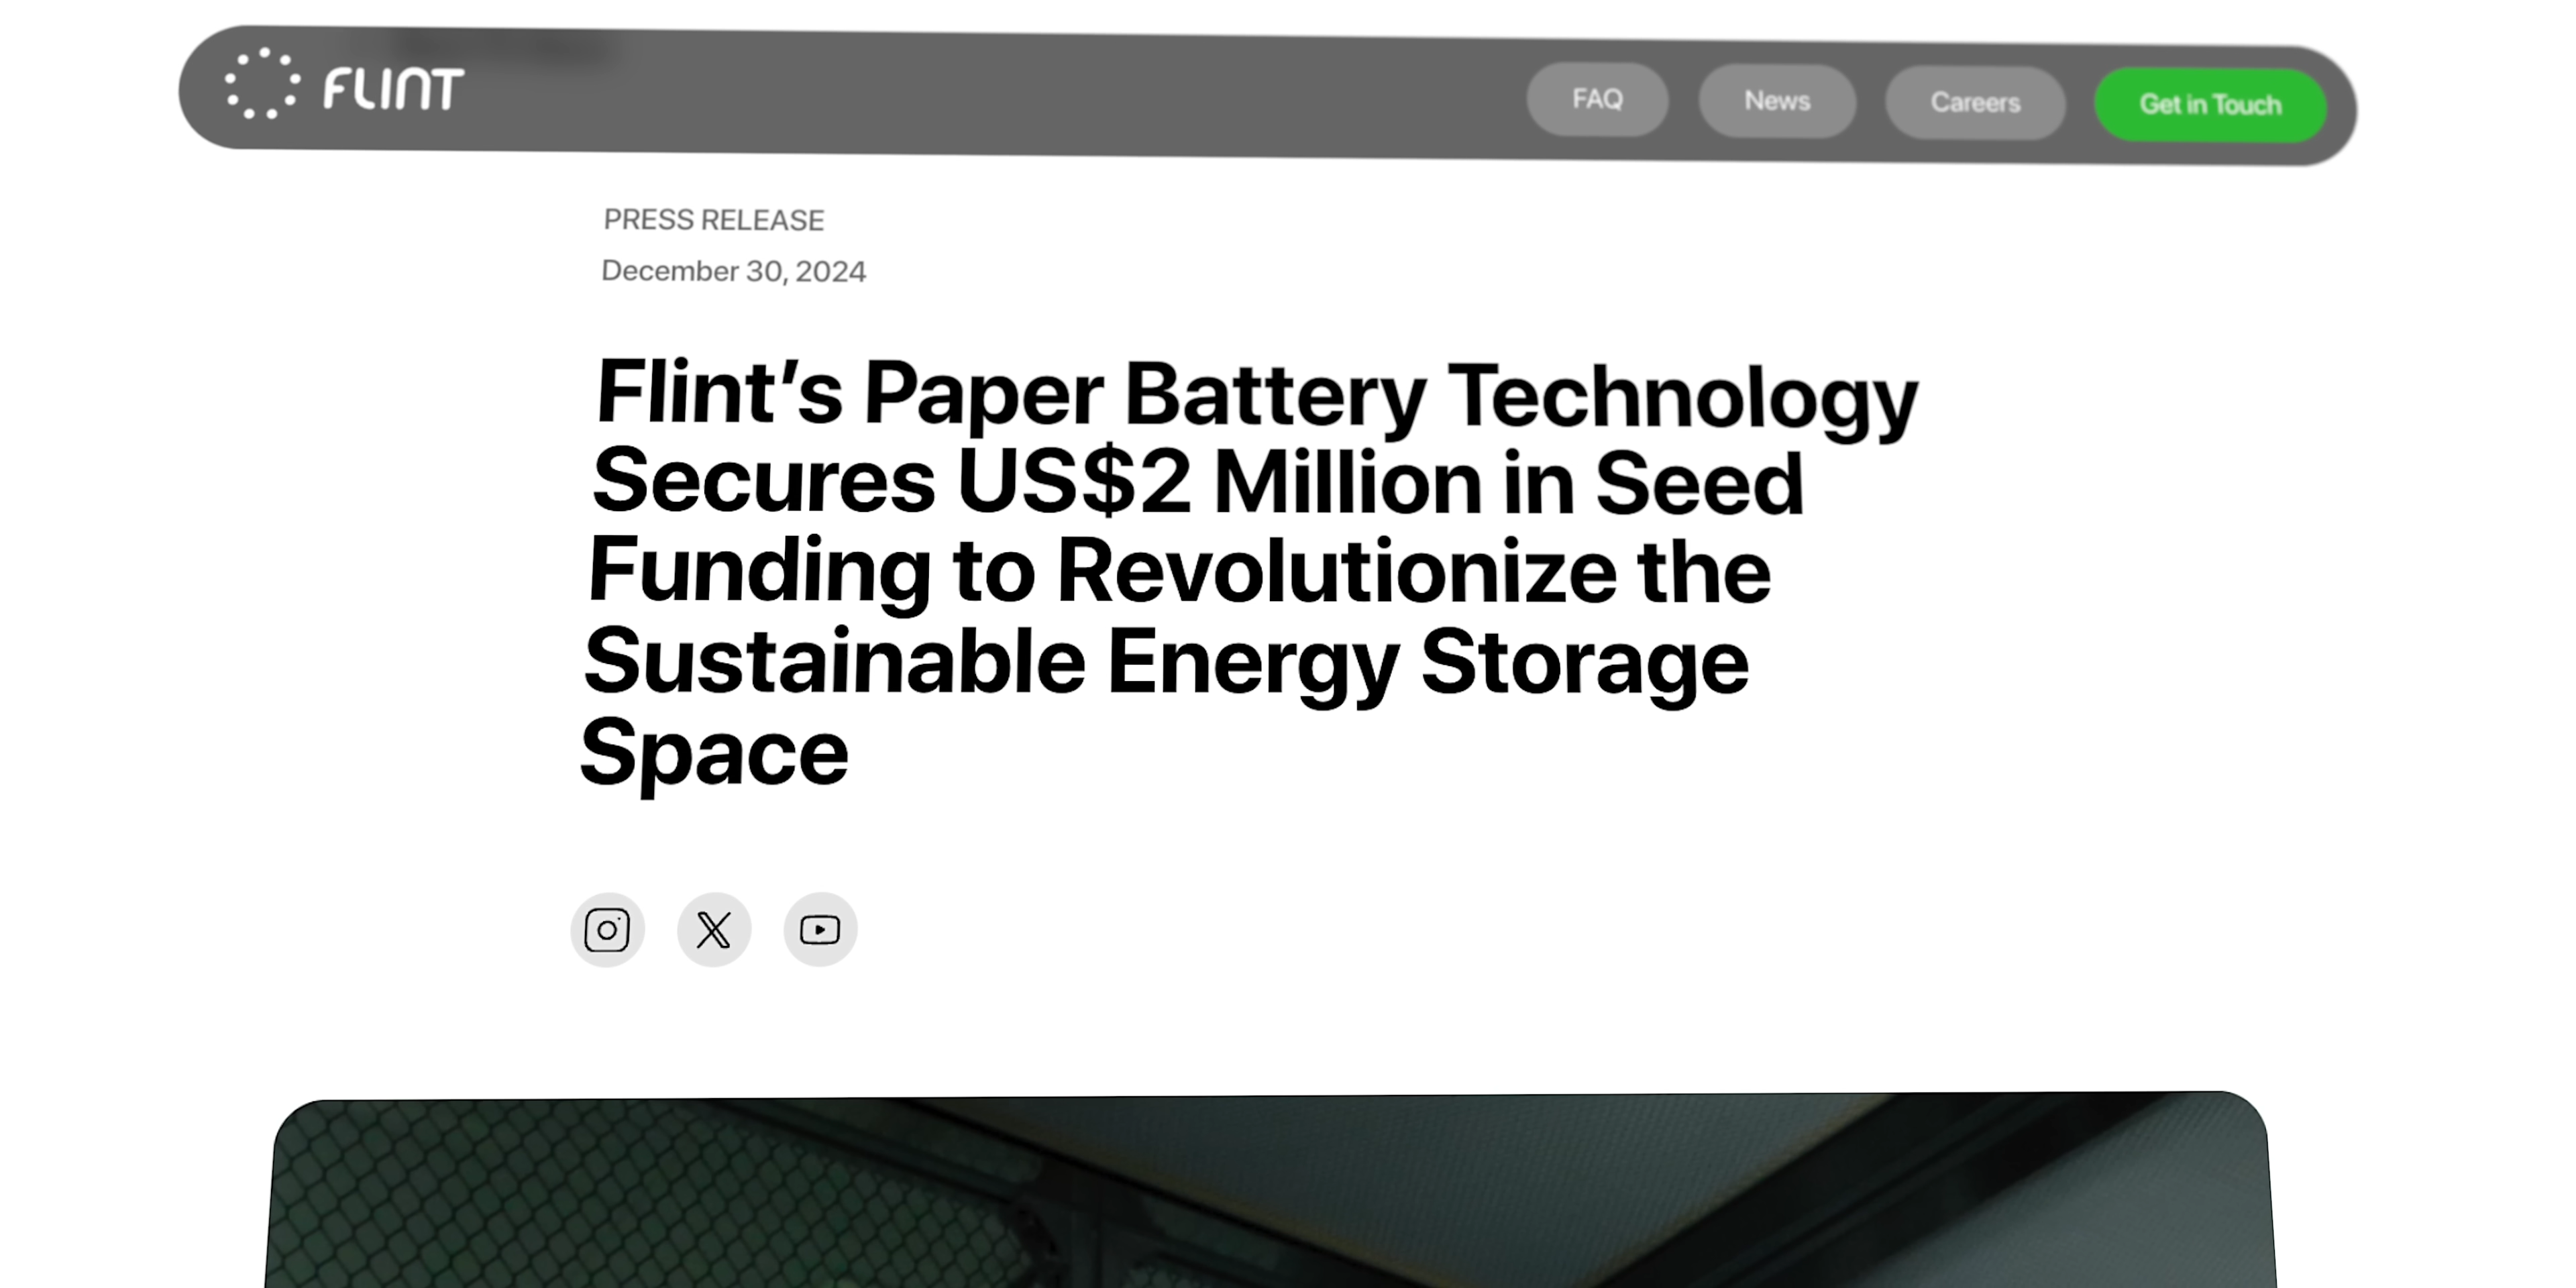 FLINT
FAQ
News
Careers
Get in Touch
PRESS RELEASE
December 30, 2024
Flint’s Paper Battery Technology
Secures US$2 Million in Seed
Funding to Revolutionize the
Sustainable Energy Storage
Space